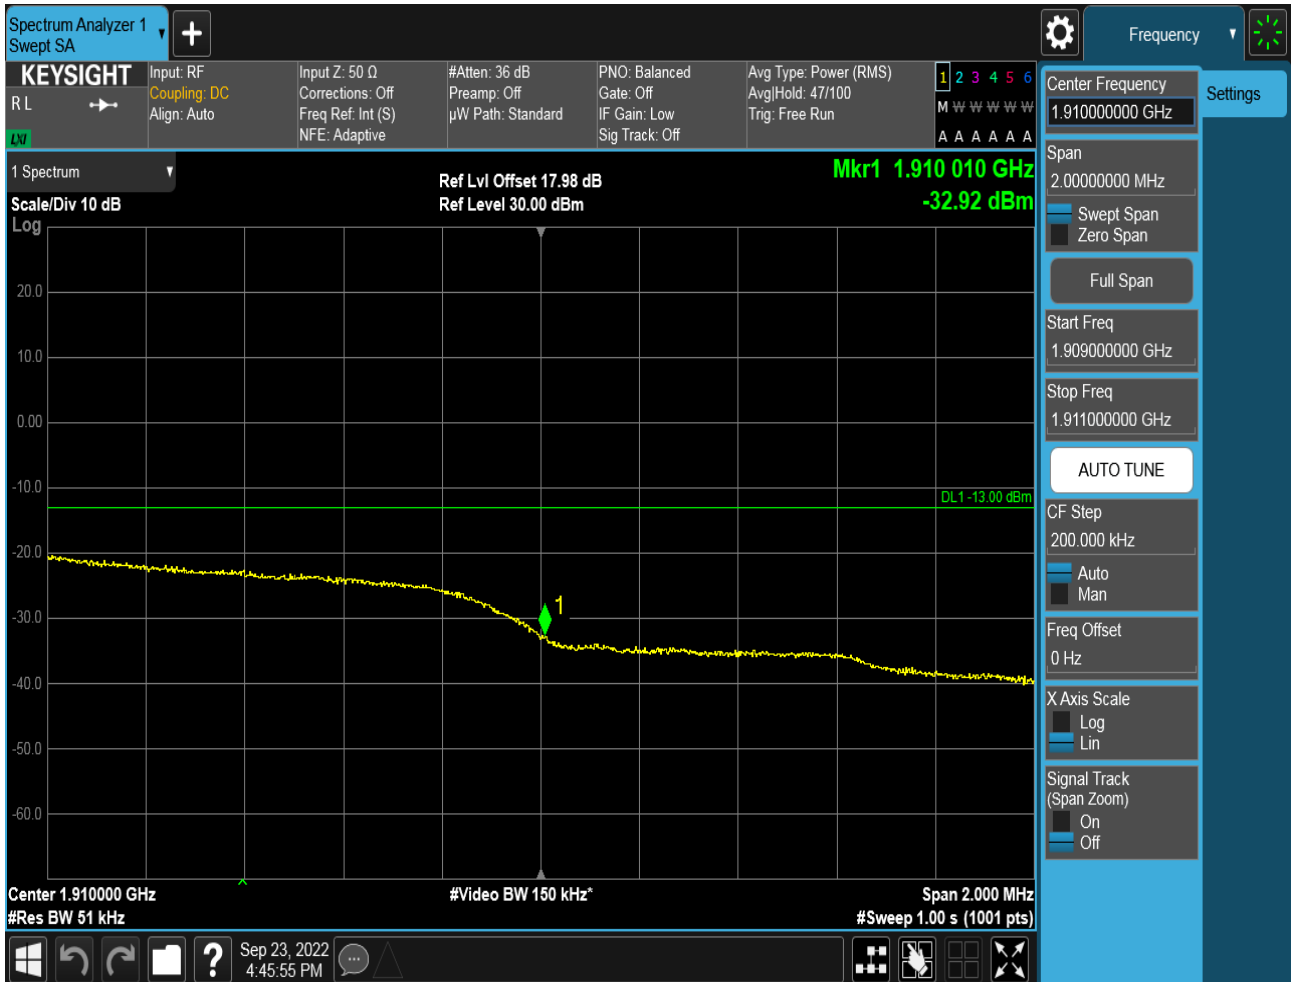 Spectrum Analyzer 1
Swept SA
Frequency
KEYSIGHT
R L
LXI
Input: RF
Coupling: DC
Align: Auto
Input Z: 50 Ω
Corrections: Off
Freq Ref: Int (S)
NFE: Adaptive
#Atten: 36 dB
Preamp: Off
µW Path: Standard
PNO: Balanced
Gate: Off
IF Gain: Low
Sig Track: Off
Avg Type: Power (RMS)
Avg|Hold: 47/100
Trig: Free Run
1 2 3 4 5 6
M W W W W W
A A A A A A
1 Spectrum
Scale/Div 10 dB
Log
Ref Lvl Offset 17.98 dB
Ref Level 30.00 dBm
Mkr1 1.910 010 GHz
-32.92 dBm
20.0
10.0
0.00
-10.0
DL1 -13.00 dBm
-20.0
1
-30.0
-40.0
-50.0
-60.0
Center 1.910000 GHz
#Res BW 51 kHz
#Video BW 150 kHz*
Span 2.000 MHz
#Sweep 1.00 s (1001 pts)
Sep 23, 2022
4:45:55 PM
Center Frequency
1.910000000 GHz
Settings
Span
2.00000000 MHz
Swept Span
Zero Span
Full Span
Start Freq
1.909000000 GHz
Stop Freq
1.911000000 GHz
AUTO TUNE
CF Step
200.000 kHz
Auto
Man
Freq Offset
0 Hz
X Axis Scale
Log
Lin
Signal Track
(Span Zoom)
On
Off